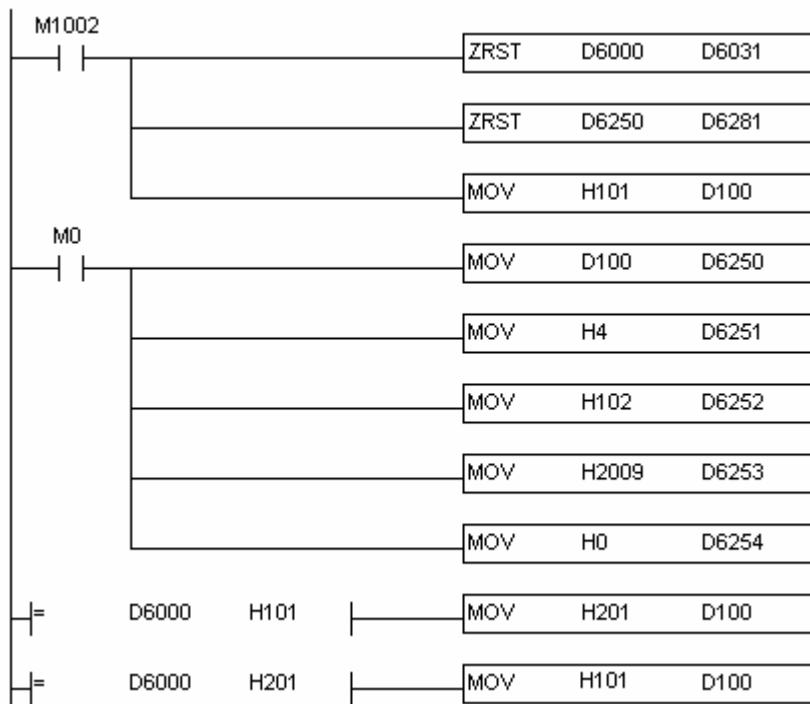 M1002
ZRST D6000 D6031
ZRST D6250 D6281
MOV H101 D100
M0
MOV D100 D6250
MOV H4 D6251
MOV H102 D6252
MOV H2009 D6253
MOV H0 D6254
= D6000 H101 MOV H201 D100
= D6000 H201 MOV H101 D100